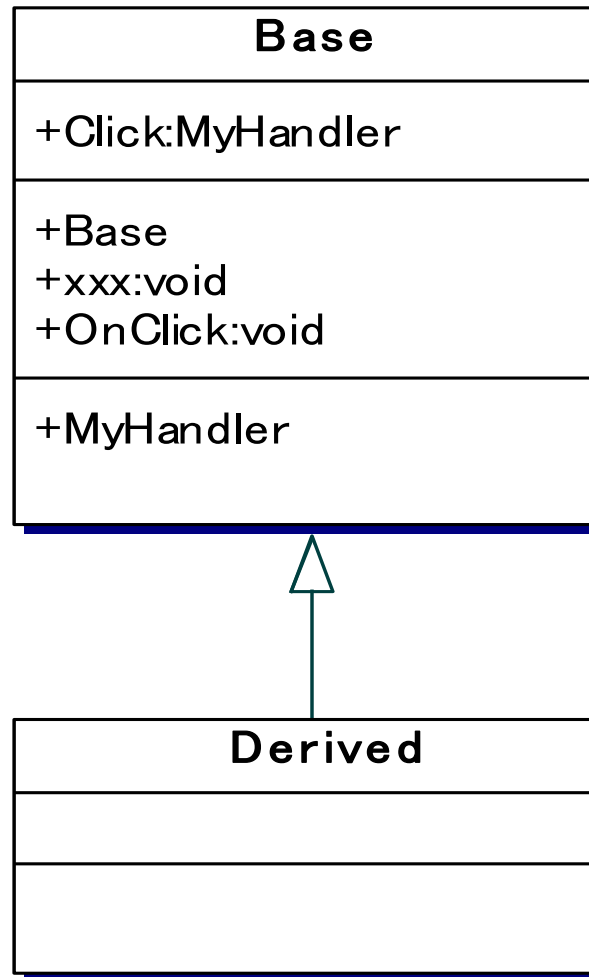 Base
+Click:MyHandler
+Base
+xxx:void
+OnClick:void
+MyHandler
Derived